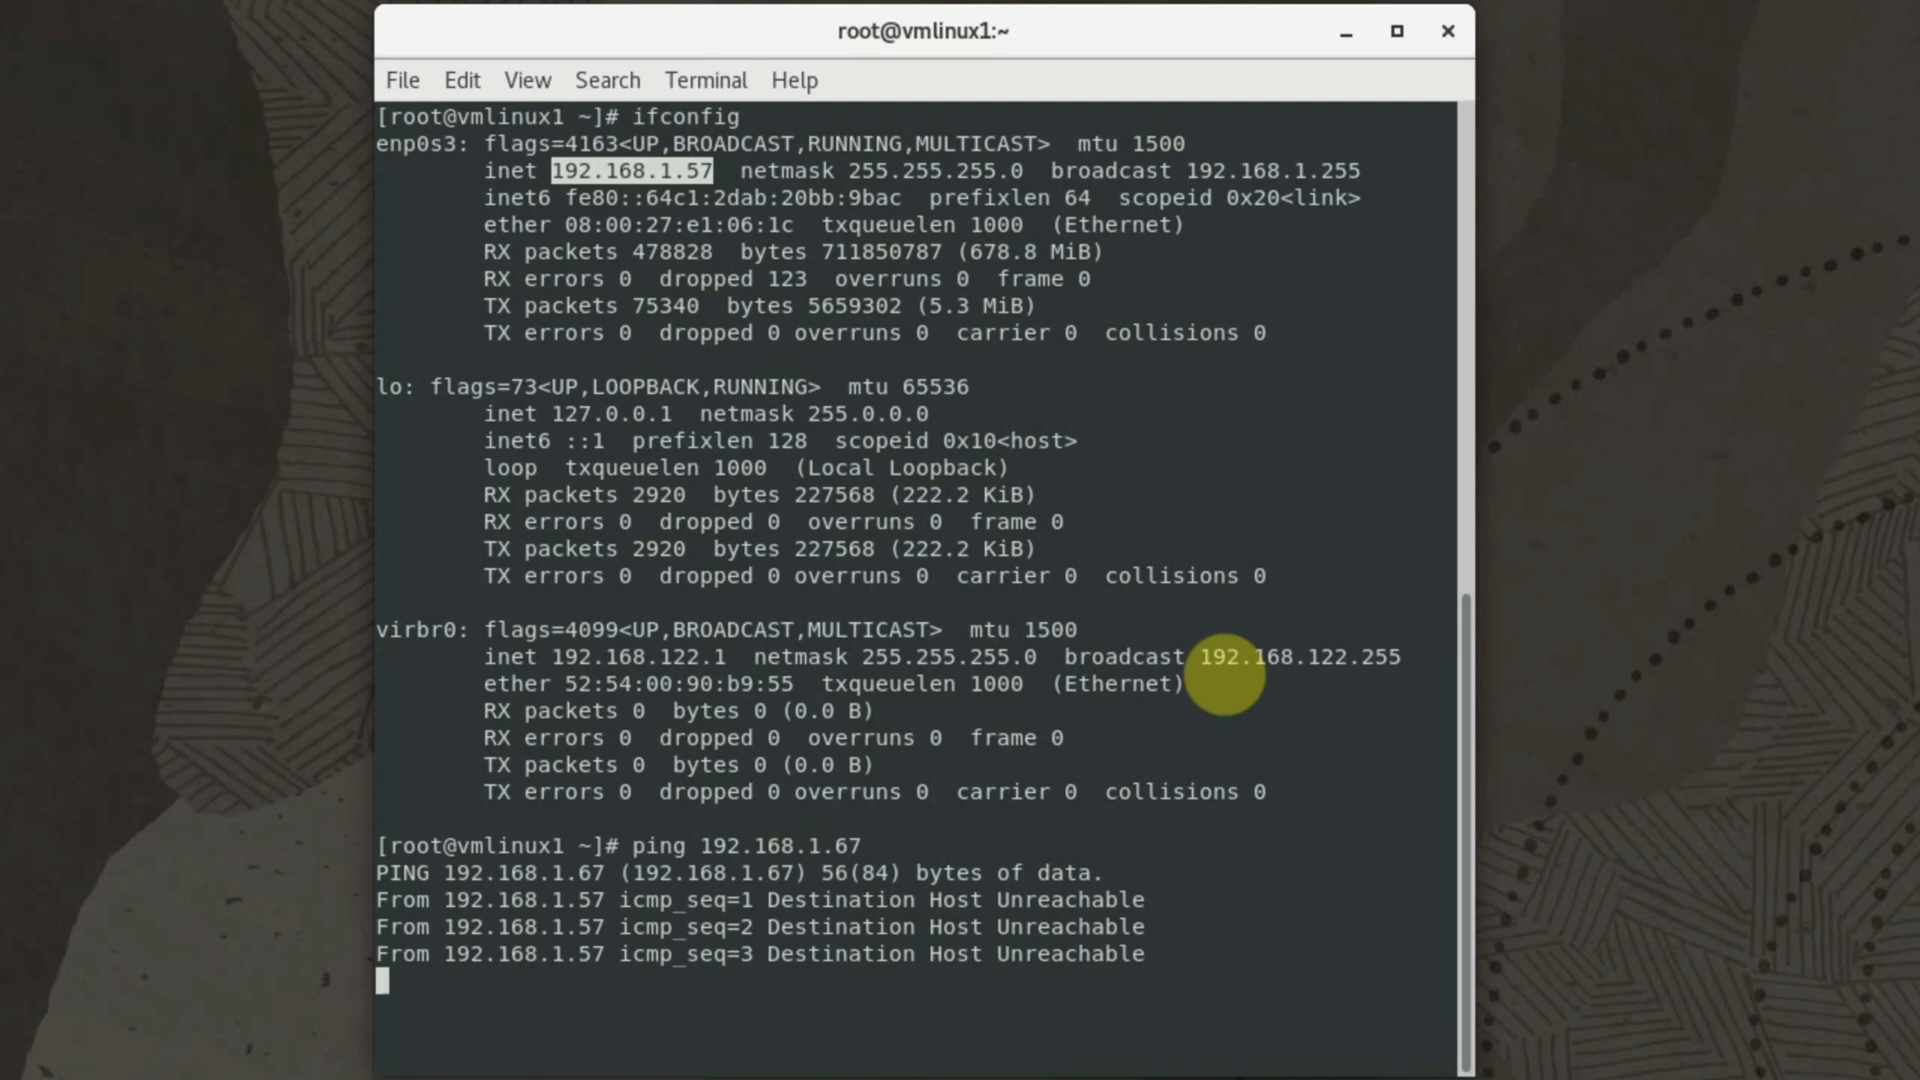 root@vmlinux1:~
File Edit View Search Terminal Help
[root@vmlinux1 ~]# ifconfig
enp0s3: flags=4163<UP,BROADCAST,RUNNING,MULTICAST>  mtu 1500
        inet 192.168.1.57  netmask 255.255.255.0  broadcast 192.168.1.255
        inet6 fe80::64c1:2dab:20bb:9bac  prefixlen 64  scopeid 0x20<link>
        ether 08:00:27:e1:06:1c  txqueuelen 1000  (Ethernet)
        RX packets 478828  bytes 711850787 (678.8 MiB)
        RX errors 0  dropped 123  overruns 0  frame 0
        TX packets 75340  bytes 5659302 (5.3 MiB)
        TX errors 0  dropped 0 overruns 0  carrier 0  collisions 0
lo: flags=73<UP,LOOPBACK,RUNNING>  mtu 65536
        inet 127.0.0.1  netmask 255.0.0.0
        inet6 ::1  prefixlen 128  scopeid 0x10<host>
        loop  txqueuelen 1000  (Local Loopback)
        RX packets 2920  bytes 227568 (222.2 KiB)
        RX errors 0  dropped 0  overruns 0  frame 0
        TX packets 2920  bytes 227568 (222.2 KiB)
        TX errors 0  dropped 0 overruns 0  carrier 0  collisions 0
virbr0: flags=4099<UP,BROADCAST,MULTICAST>  mtu 1500
        inet 192.168.122.1  netmask 255.255.255.0  broadcast 192.168.122.255
        ether 52:54:00:90:b9:55  txqueuelen 1000  (Ethernet)
        RX packets 0  bytes 0 (0.0 B)
        RX errors 0  dropped 0  overruns 0  frame 0
        TX packets 0  bytes 0 (0.0 B)
        TX errors 0  dropped 0 overruns 0  carrier 0  collisions 0
[root@vmlinux1 ~]# ping 192.168.1.67
PING 192.168.1.67 (192.168.1.67) 56(84) bytes of data.
From 192.168.1.57 icmp_seq=1 Destination Host Unreachable
From 192.168.1.57 icmp_seq=2 Destination Host Unreachable
From 192.168.1.57 icmp_seq=3 Destination Host Unreachable